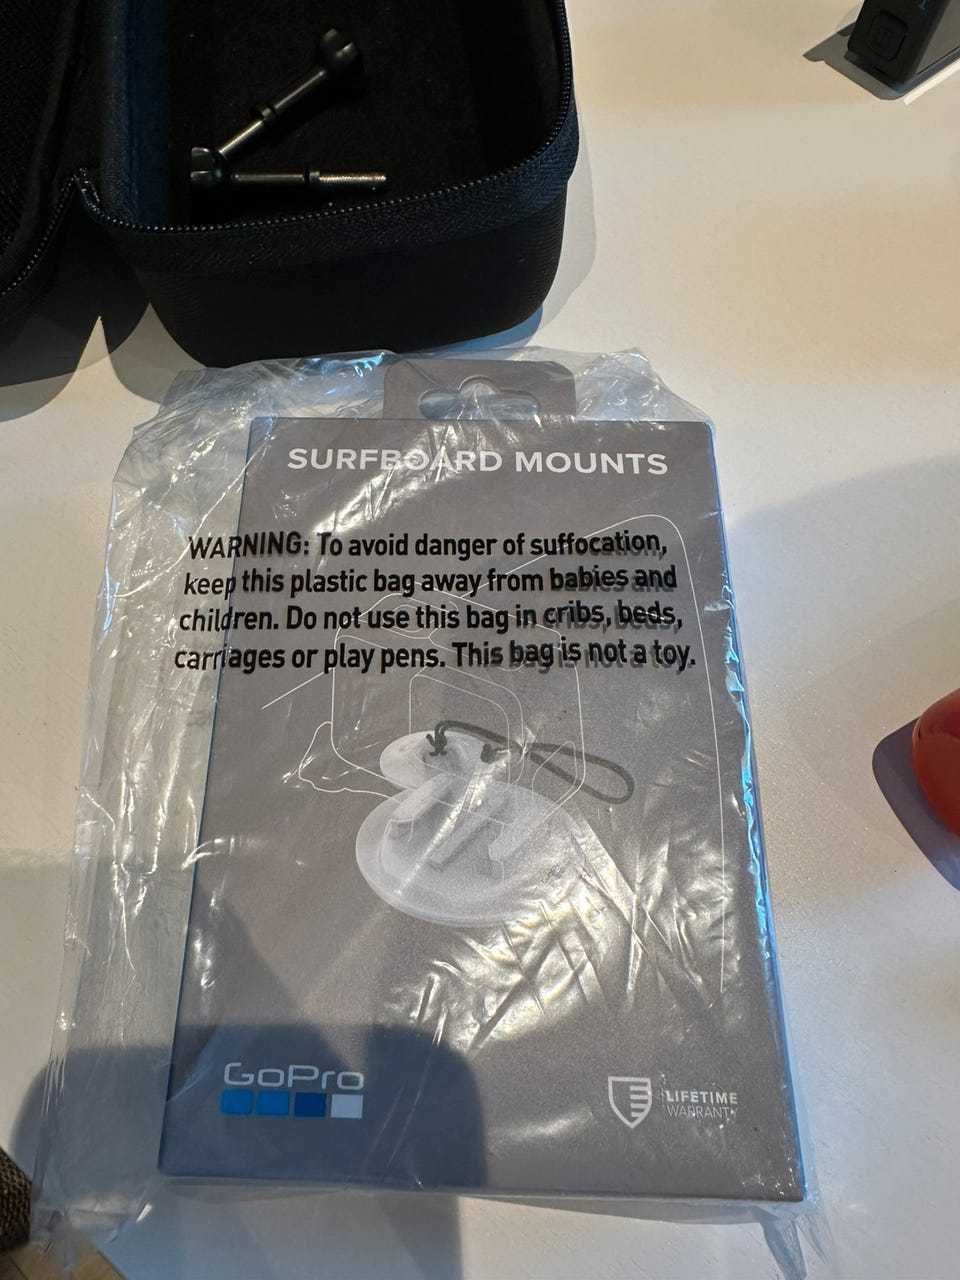 SURFBOARD MOUNTS
WARNING: To avoid danger of suffocation,
keep this plastic bag away from babies and
children. Do not use this bag in cribs, beds,
carriages or play pens. This bag is not a toy.
GoPro
LIFETIME
WARRANTY